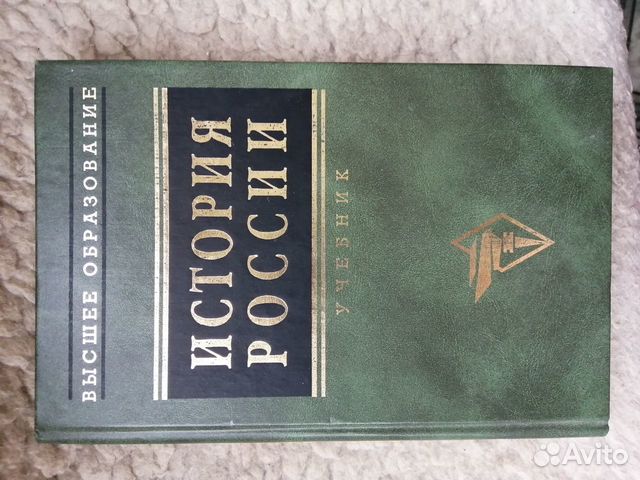 ВЫСШЕЕ ОБРАЗОВАНИЕ
ИСТОРИЯ
РОССИИ
УЧЕБНИК
Avito